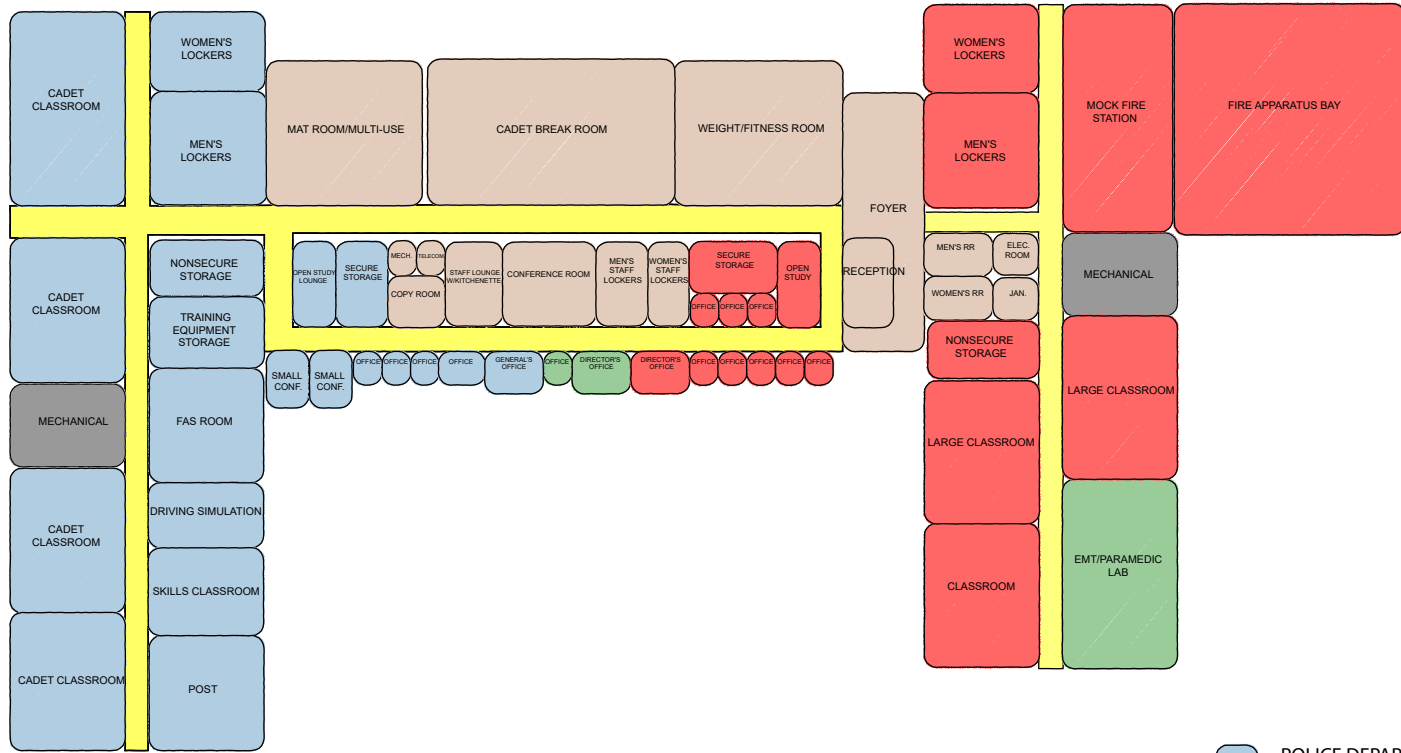 CADET
CLASSROOM
WOMEN'S
LOCKERS
MEN'S
LOCKERS
MAT ROOM/MULTI-USE
CADET BREAK ROOM
WEIGHT/FITNESS ROOM
FOYER
WOMEN'S
LOCKERS
MEN'S
LOCKERS
MOCK FIRE
STATION
FIRE APPARATUS BAY
CADET
CLASSROOM
NONSECURE
STORAGE
TRAINING
EQUIPMENT
STORAGE
OPEN STUDY
LOUNGE
SECURE
STORAGE
MECH.
TELECOM
COPY ROOM
STAFF LOUNGE
W/KITCHENETTE
CONFERENCE ROOM
MEN'S
STAFF
LOCKERS
WOMEN'S
STAFF
LOCKERS
SECURE
STORAGE
OFFICE
OFFICE
OFFICE
OPEN
STUDY
RECEPTION
MEN'S RR
ELEC.
ROOM
WOMEN'S RR
JAN.
MECHANICAL
NONSECURE
STORAGE
SMALL
CONF.
SMALL
CONF.
OFFICE
OFFICE
OFFICE
OFFICE
GENERAL'S
OFFICE
OFFICE
DIRECTOR'S
OFFICE
DIRECTOR'S
OFFICE
OFFICE
OFFICE
OFFICE
OFFICE
OFFICE
MECHANICAL
FAS ROOM
LARGE CLASSROOM
LARGE CLASSROOM
CADET
CLASSROOM
DRIVING SIMULATION
SKILLS CLASSROOM
CLASSROOM
EMT/PARAMEDIC
LAB
CADET CLASSROOM
POST
POLICE DEPAR